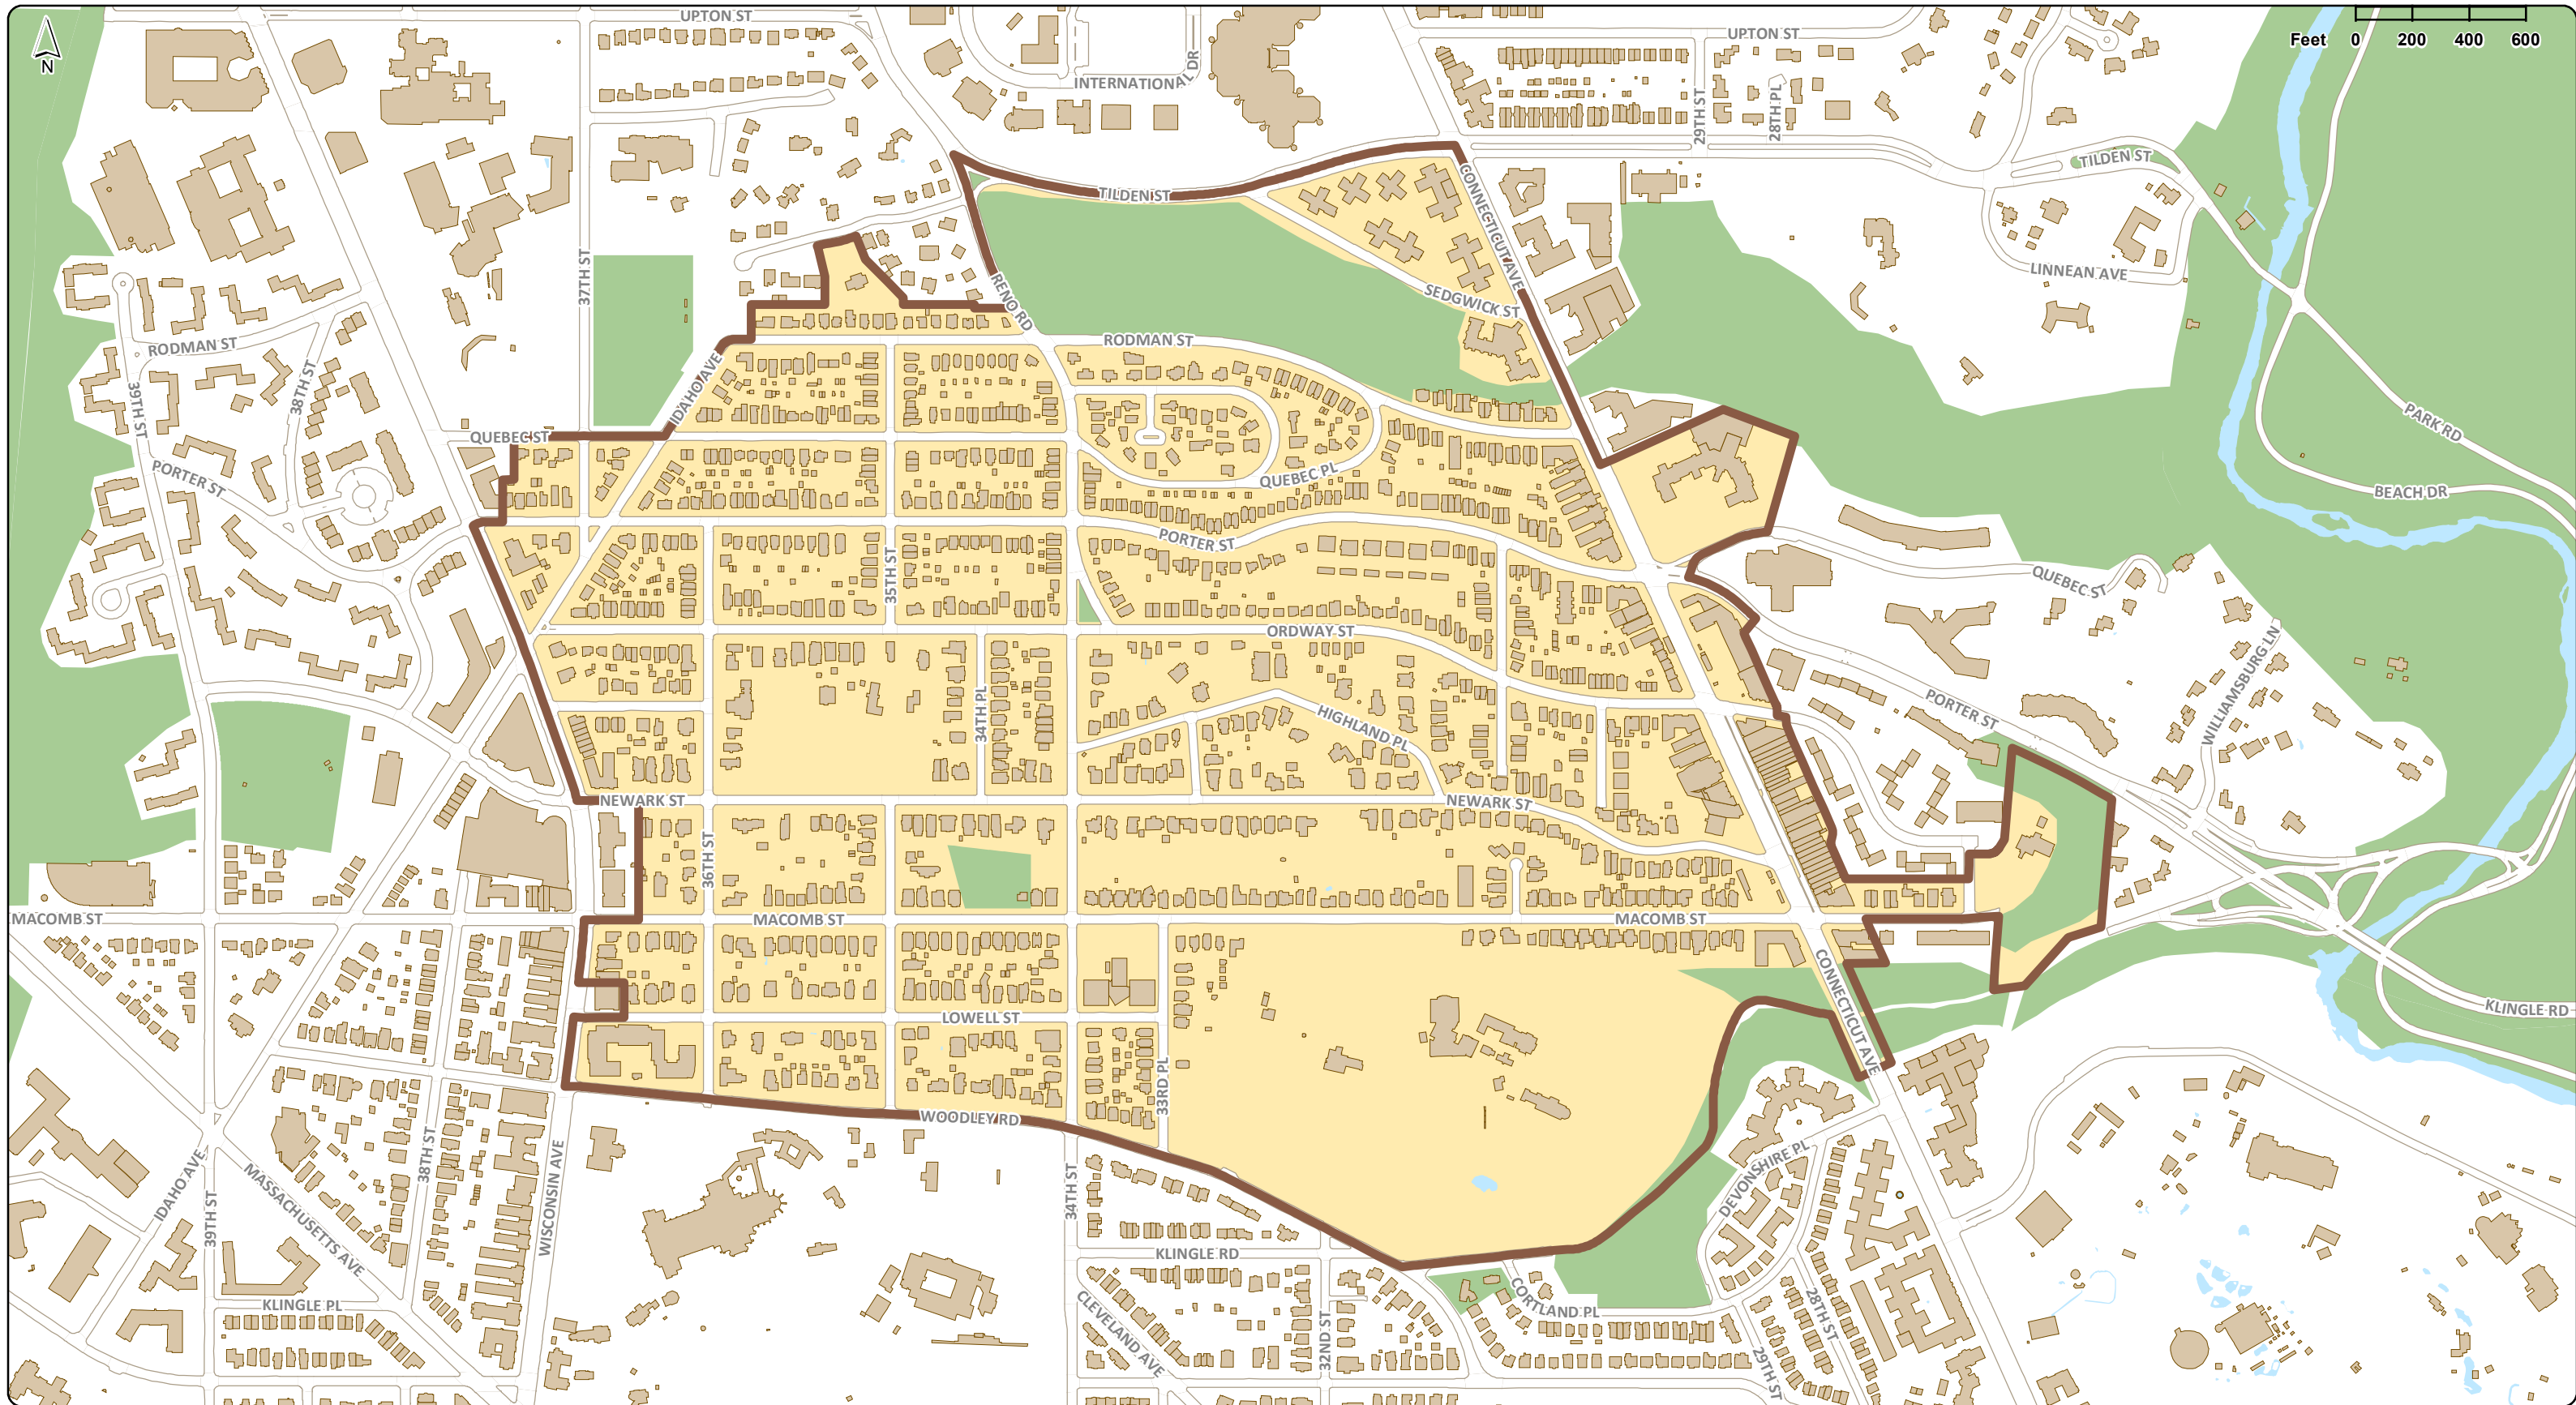 UPTON ST
UPTON ST
N
Feet 0 200 400 600
INTERNATIONAL DR
29TH ST
28TH PL
TILDEN ST
TILDEN ST
CONNECTICUT AVE
LINNEAN AVE
37TH ST
RENO RD
SEDGWICK ST
RODMAN ST
RODMAN ST
38TH ST
39TH ST
IDAHO AVE
PARK RD
QUEBEC ST
PORTER ST
QUEBEC PL
BEACH DR
PORTER ST
35TH ST
QUEBEC ST
ORDWAY ST
WILLIAMSBURG LN
34TH PL
HIGHLAND PL
PORTER ST
NEWARK ST
NEWARK ST
36TH ST
MACOMB ST
MACOMB ST
MACOMB ST
CONNECTICUT AVE
LOWELL ST
KLINGLE RD
33RD PL
WOODLEY RD
38TH ST
IDAHO AVE
39TH ST
MASSACHUSETTS AVE
WISCONSIN AVE
34TH ST
DEVONSHIRE PL
KLINGLE RD
KLINGLE PL
CLEVELAND AVE
32ND ST
CORTLAND PL
28TH ST
29TH ST